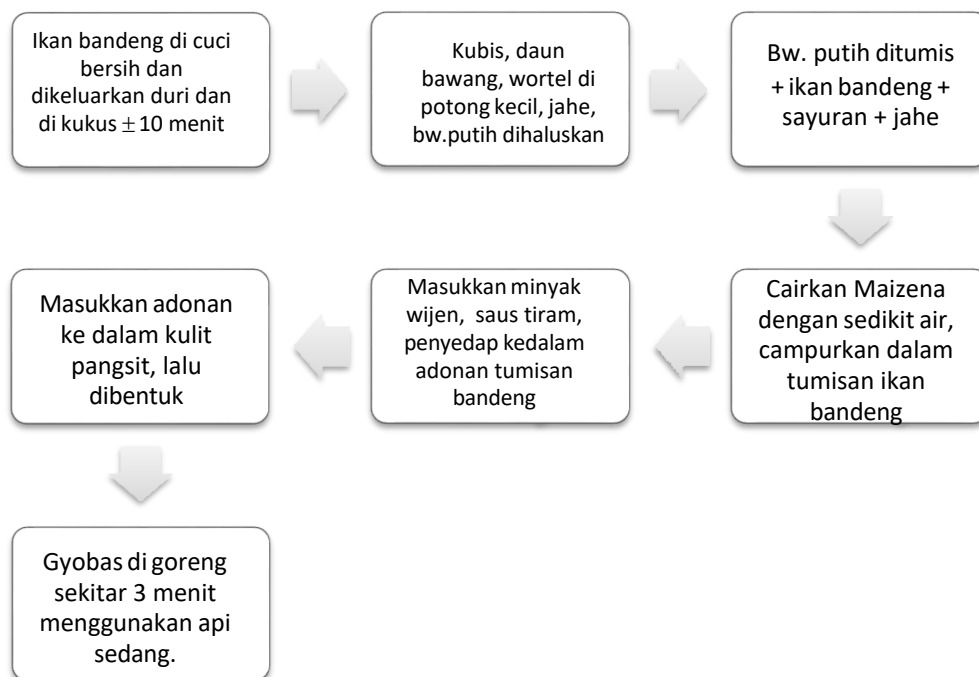 Ikan bandeng di cuci
bersih dan
dikeluarkan duri dan
di kukus ± 10 menit
Kubis, daun
bawang, wortel di
potong kecil, jahe,
bw.putih dihaluskan
Bw. putih ditumis
+ ikan bandeng +
sayuran + jahe
Cairkan Maizena
dengan sedikit air,
campurkan dalam
tumisan ikan
bandeng
Masukkan minyak
wijen, saus tiram,
penyedap kedalam
adonan tumisan
bandeng
Masukkan adonan
ke dalam kulit
pangsit, lalu
dibentuk
Gyobas di goreng
sekitar 3 menit
menggunakan api
sedang.